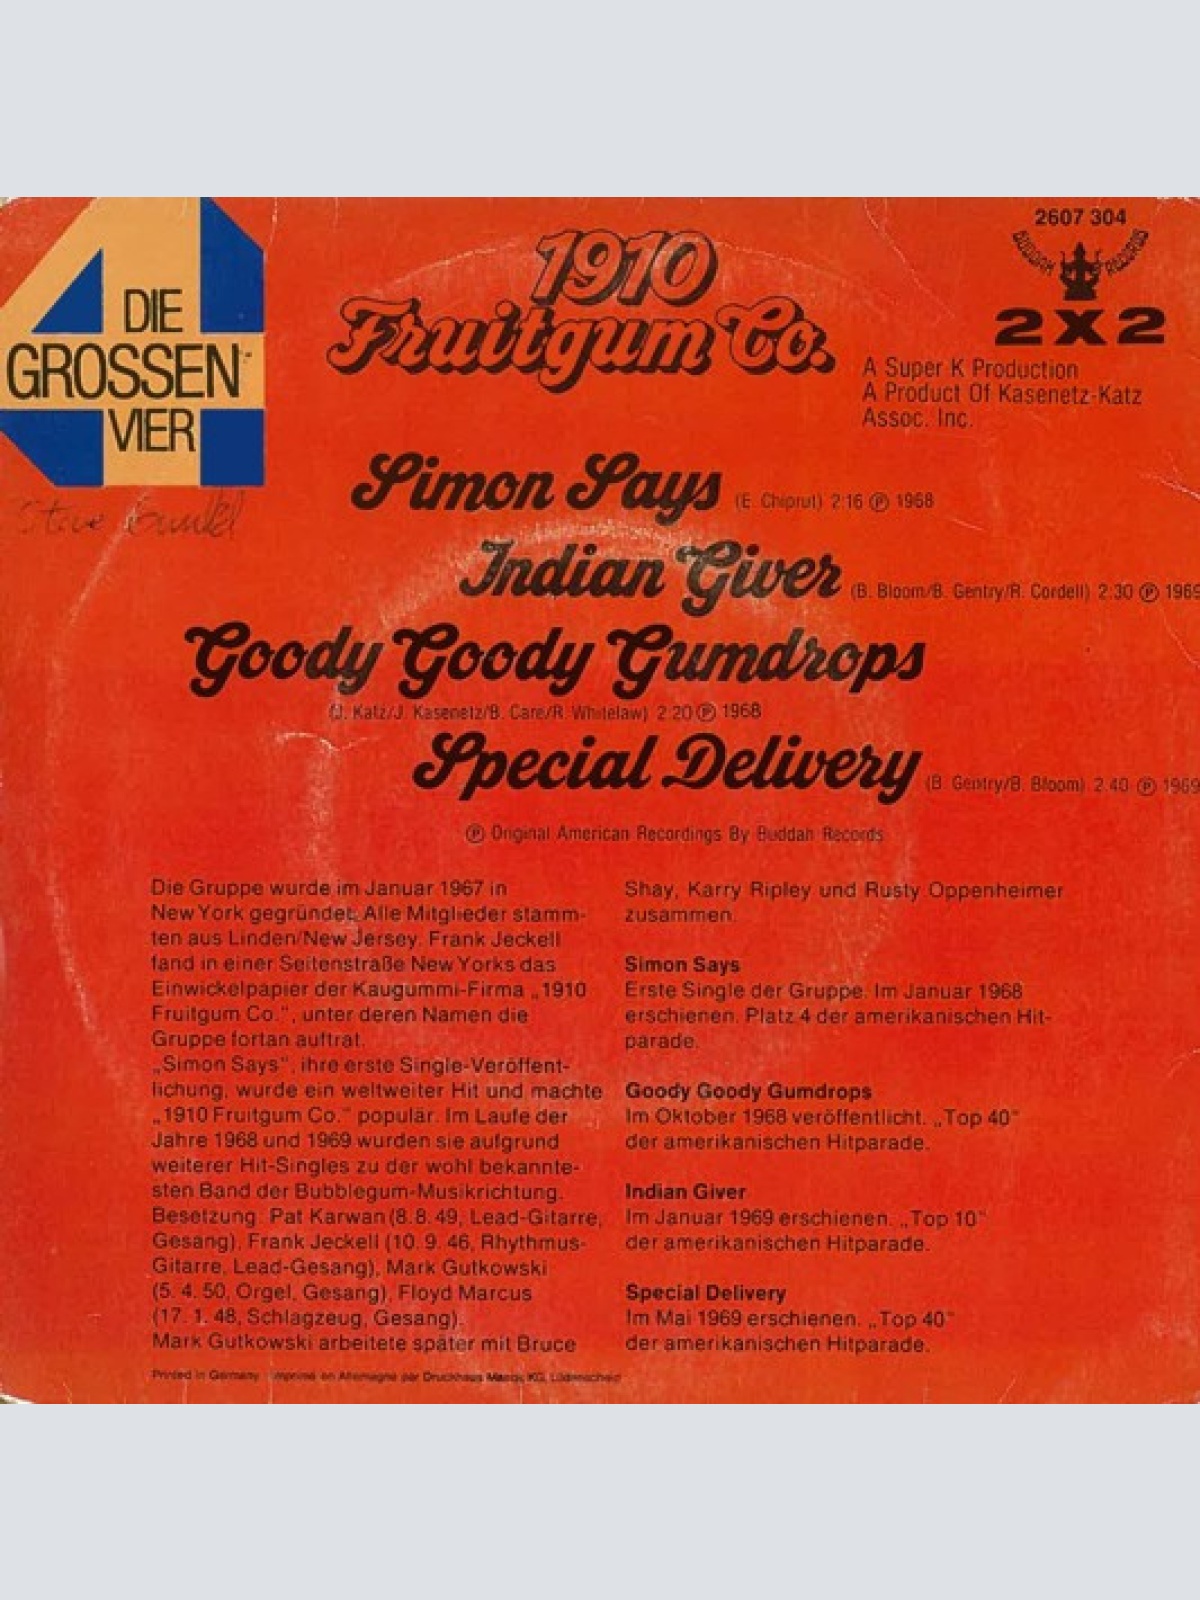 DIE
GROSSEN
VIER
1910
Fruitgum Co.
2607 304
BUDDAH RECORDS
2 X 2
A Super K Production
A Product Of Kasenetz-Katz
Assoc. Inc.
Simon Says (E. Chiprut) 2:16 Ⓟ 1968
Indian Giver (B. Bloom/B. Gentry/R. Cordell) 2:30 Ⓟ 1969
Goody Goody Gumdrops
(J. Katz/J. Kasenetz/B. Care/R. Whitelaw) 2:20 Ⓟ 1968
Special Delivery (B. Gentry/B. Bloom) 2:40 Ⓟ 1969
Ⓟ Original American Recordings By Buddah Records
Die Gruppe wurde im Januar 1967 in
New York gegründet. Alle Mitglieder stamm-
ten aus Linden/New Jersey. Frank Jeckell
fand in einer Seitenstraße New Yorks das
Einwickelpapier der Kaugummi-Firma „1910
Fruitgum Co.“, unter deren Namen die
Gruppe fortan auftrat.
„Simon Says“, ihre erste Single-Veröffent-
lichung, wurde ein weltweiter Hit und machte
„1910 Fruitgum Co.“ populär. Im Laufe der
Jahre 1968 und 1969 wurden sie aufgrund
weiterer Hit-Singles zu der wohl bekannte-
sten Band der Bubblegum-Musikrichtung.
Besetzung: Pat Karwan (8. 8. 49, Lead-Gitarre,
Gesang), Frank Jeckell (10. 9. 46, Rhythmus-
Gitarre, Lead-Gesang), Mark Gutkowski
(5. 4. 50, Orgel, Gesang), Floyd Marcus
(17. 1. 48, Schlagzeug, Gesang).
Mark Gutkowski arbeitete später mit Bruce
Shay, Karry Ripley und Rusty Oppenheimer
zusammen.
Simon Says
Erste Single der Gruppe. Im Januar 1968
erschienen. Platz 4 der amerikanischen Hit-
parade.
Goody Goody Gumdrops
Im Oktober 1968 veröffentlicht. „Top 40“
der amerikanischen Hitparade.
Indian Giver
Im Januar 1969 erschienen. „Top 10“
der amerikanischen Hitparade.
Special Delivery
Im Mai 1969 erschienen. „Top 40“
der amerikanischen Hitparade.
Printed in Germany · Imprimé en Allemagne par Druckhaus KG, Lüdenscheid